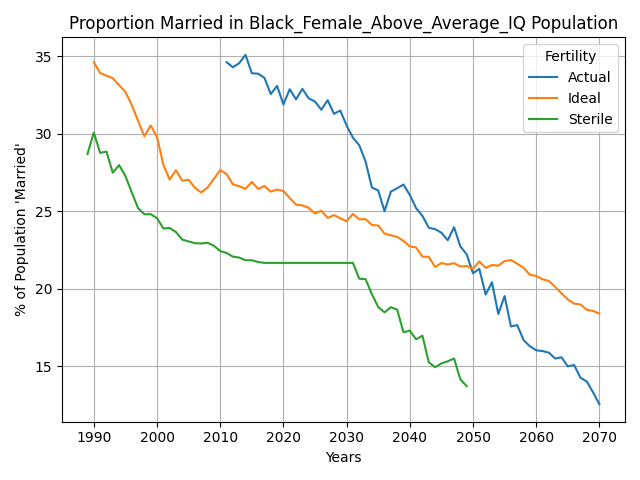 Proportion Married in Black_Female_Above_Average_IQ Population
% of Population 'Married'
35
30
25
20
15
Fertility
Actual
Ideal
Sterile
1990 2000 2010 2020 2030 2040 2050 2060 2070
Years